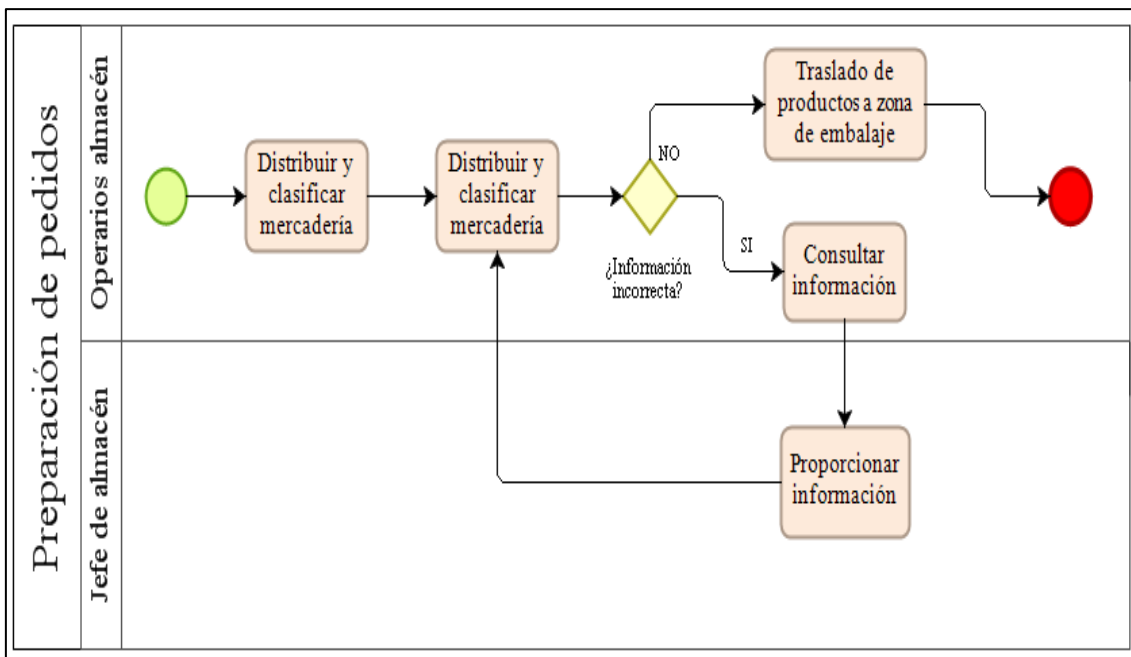 Preparación de pedidos
Operarios almacén
Distribuir y
clasificar
mercadería
Distribuir y
clasificar
mercadería
¿Información
incorrecta?
NO
Traslado de
productos a zona
de embalaje
SI
Consultar
información
Jefe de almacén
Proporcionar
información